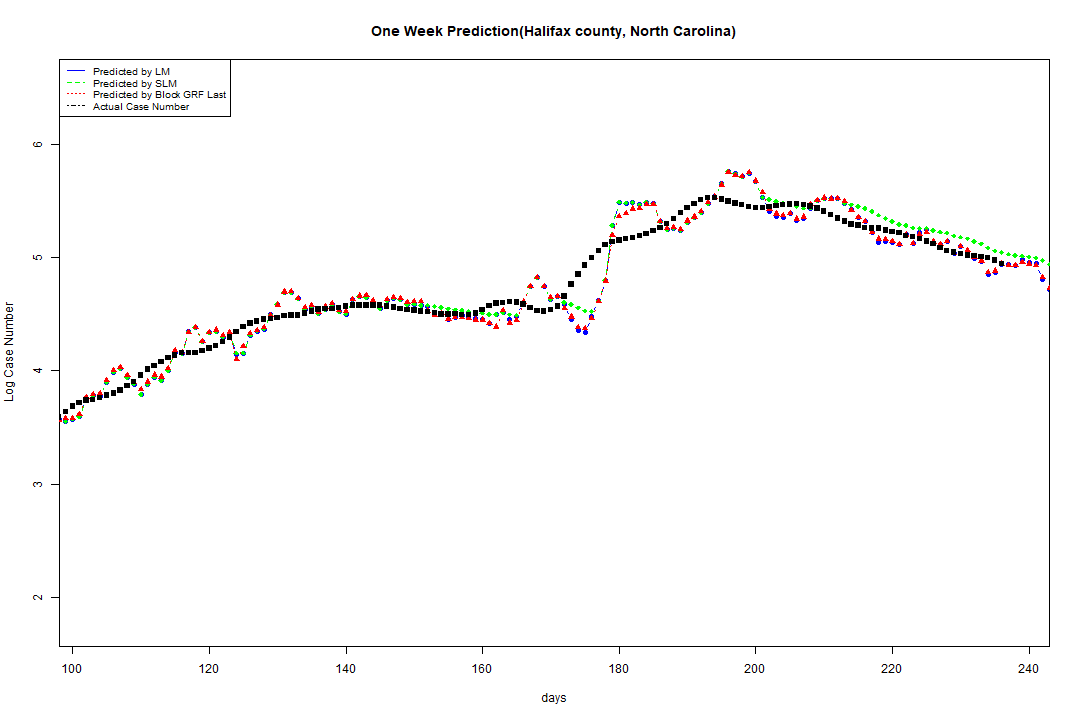 One Week Prediction(Halifax county, North Carolina)
Predicted by LM
Predicted by SLM
Predicted by Block GRF Last
Actual Case Number
6
5
4
3
2
Log Case Number
100 120 140 160 180 200 220 240
days